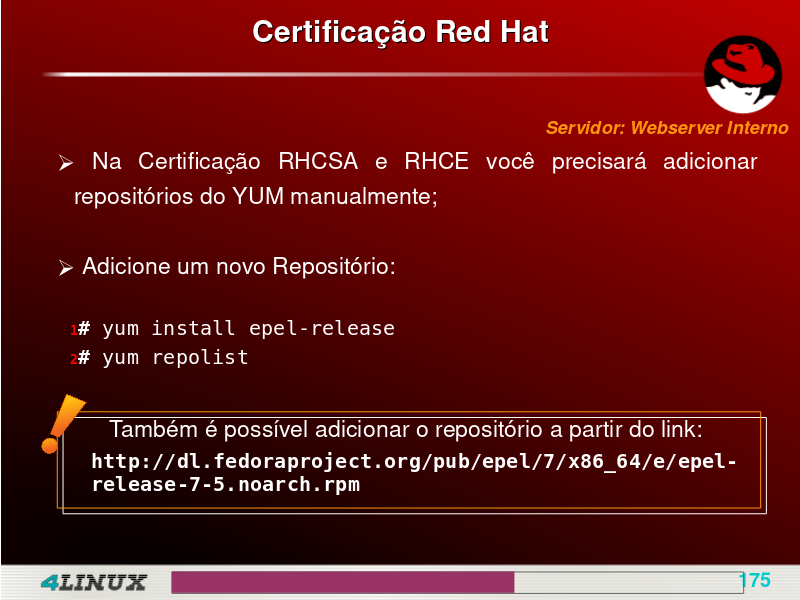 Certificação Red Hat
Servidor: Webserver Interno
Na Certificação RHCSA e RHCE você precisará adicionar
repositórios do YUM manualmente;
Adicione um novo Repositório:
1# yum install epel-release
2# yum repolist
Também é possível adicionar o repositório a partir do link:
http://dl.fedoraproject.org/pub/epel/7/x86_64/e/epel-
release-7-5.noarch.rpm
4LINUX
175